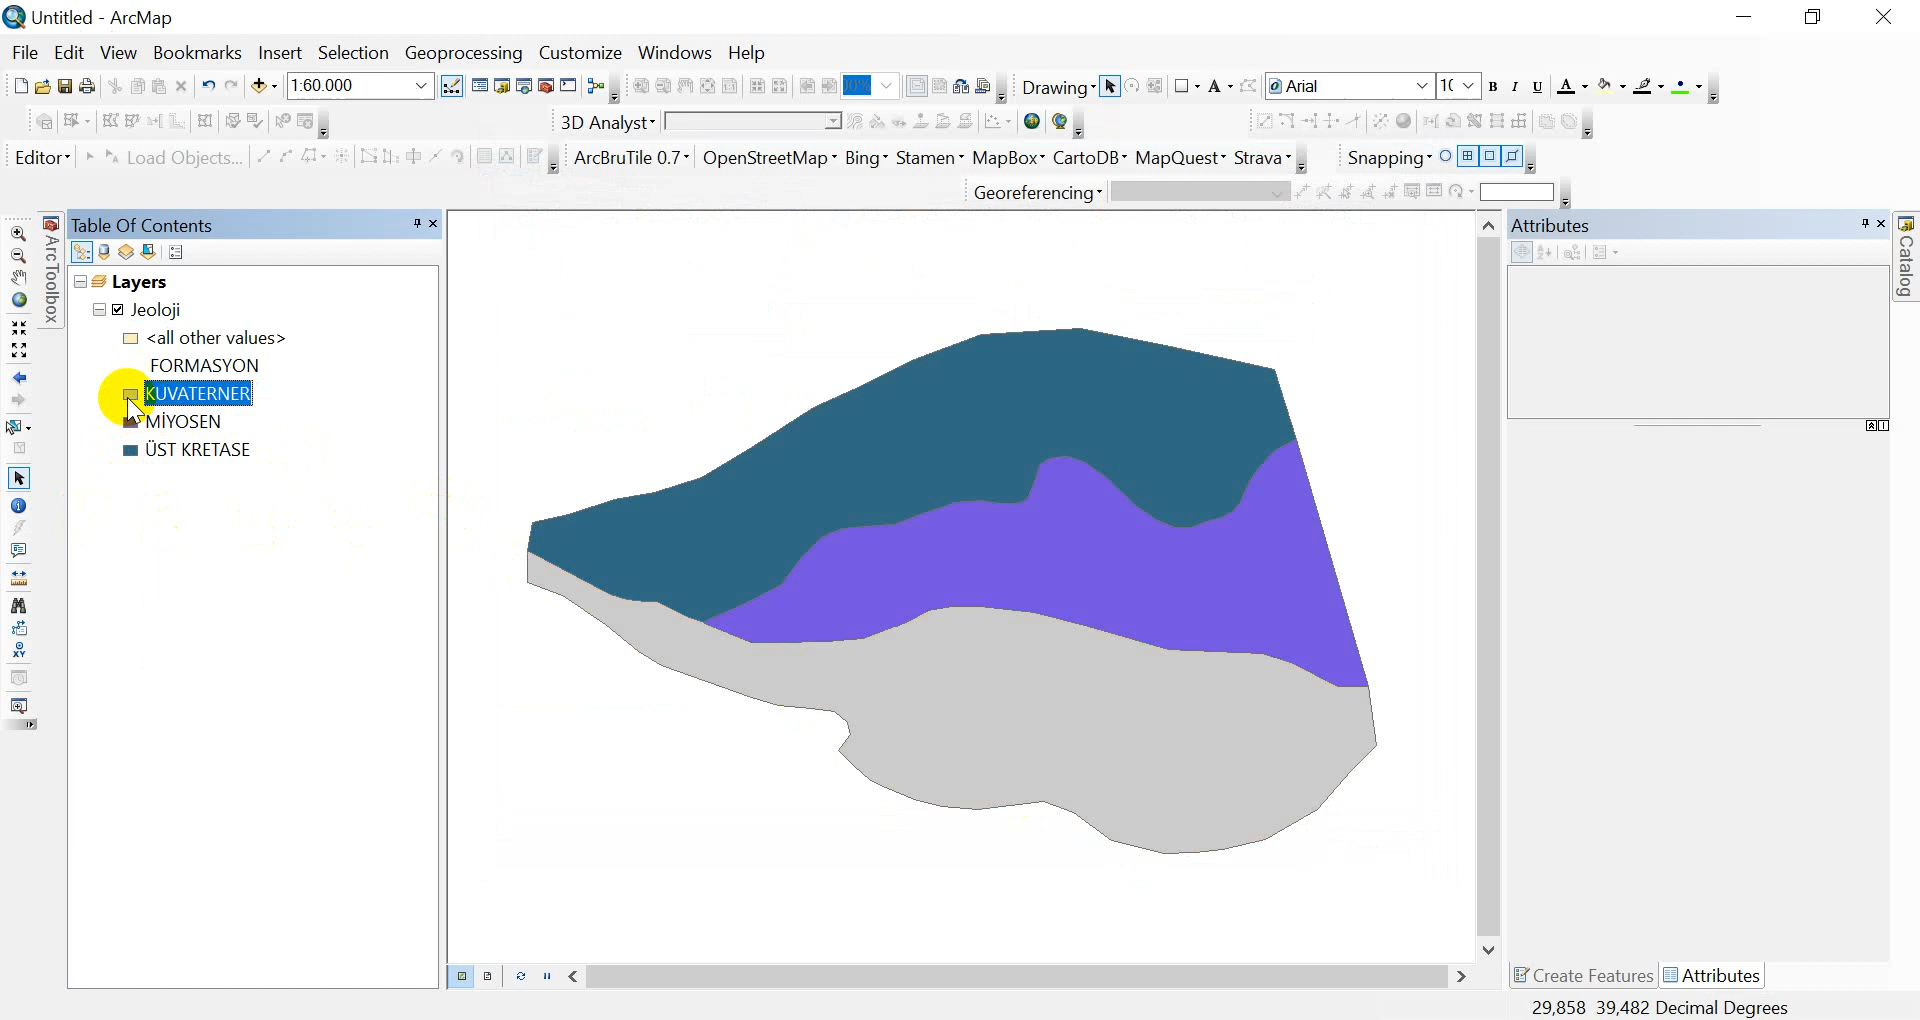 Untitled - ArcMap
File Edit View Bookmarks Insert Selection Geoprocessing Customize Windows Help
1:60.000 Drawing A Arial B I U A
3D Analyst
Editor Load Objects... ArcBruTile 0.7 OpenStreetMap Bing Stamen MapBox CartoDB MapQuest Strava Snapping
Georeferencing
Table Of Contents
Attributes
ArcToolbox
Catalog
Layers
Jeoloji
<all other values>
FORMASYON
KUVATERNER
MİYOSEN
ÜST KRETASE
XY
Create Features Attributes
29,858 39,482 Decimal Degrees